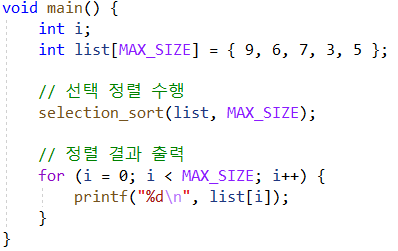 void main() {
    int i;
    int list[MAX_SIZE] = { 9, 6, 7, 3, 5 };

    // 선택 정렬 수행
    selection_sort(list, MAX_SIZE);

    // 정렬 결과 출력
    for (i = 0; i < MAX_SIZE; i++) {
        printf("%d\n", list[i]);
    }
}